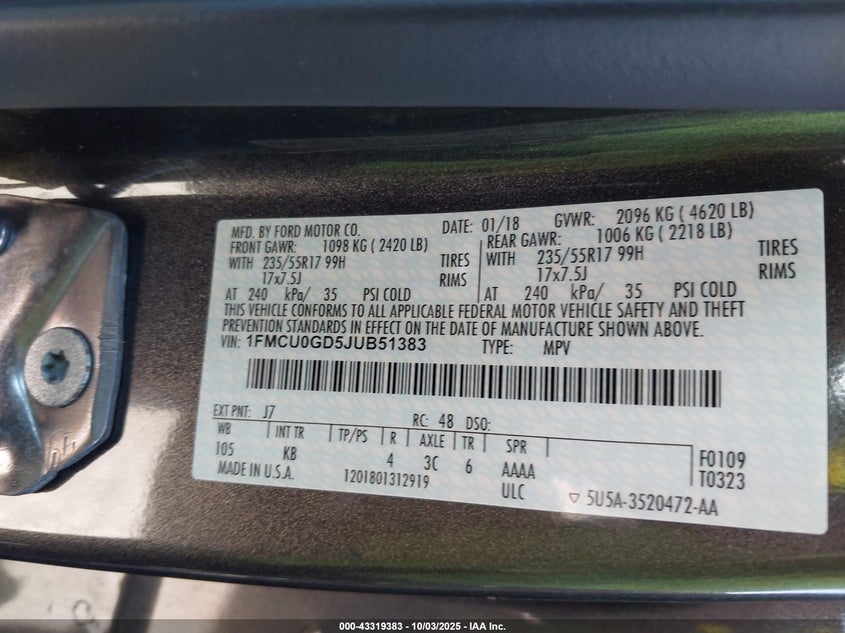 MFD. BY FORD MOTOR CO. DATE: 01/18 GVWR: 2096 KG ( 4620 LB)
FRONT GAWR: 1098 KG ( 2420 LB) REAR GAWR: 1006 KG ( 2218 LB)
WITH 235/55R17 99H TIRES WITH 235/55R17 99H TIRES
17x7.5J RIMS 17x7.5J RIMS
AT 240 kPa/ 35 PSI COLD AT 240 kPa/ 35 PSI COLD
THIS VEHICLE CONFORMS TO ALL APPLICABLE FEDERAL MOTOR VEHICLE SAFETY AND THEFT
PREVENTION STANDARDS IN EFFECT ON THE DATE OF MANUFACTURE SHOWN ABOVE.
VIN: 1FMCU0GD5JUB51383 TYPE: MPV
EXT PNT: J7 RC: 48 DSO:
WB INT TR TP/PS R AXLE TR SPR F0109
105 KB 4 3C 6 AAAA T0323
MADE IN U.S.A. 1201801312919 ULC ▽ 5U5A-3520472-AA
000-43319383 - 10/03/2025 - IAA Inc.